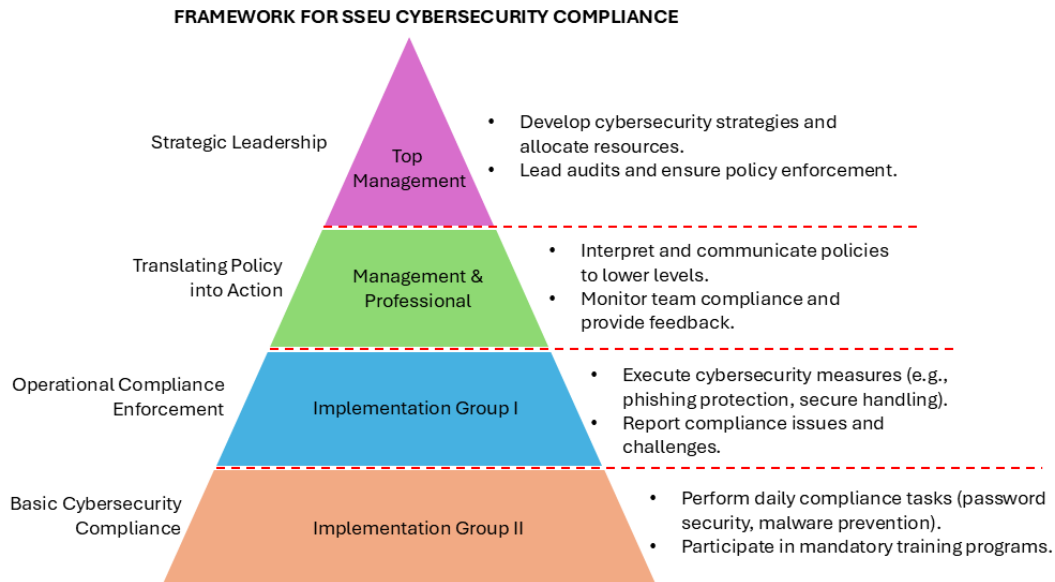 FRAMEWORK FOR SSEU CYBERSECURITY COMPLIANCE
Strategic Leadership
Top
Management
• Develop cybersecurity strategies and
allocate resources.
• Lead audits and ensure policy enforcement.
Translating Policy
into Action
Management &
Professional
• Interpret and communicate policies
to lower levels.
• Monitor team compliance and
provide feedback.
Operational Compliance
Enforcement
Implementation Group I
• Execute cybersecurity measures (e.g.,
phishing protection, secure handling).
• Report compliance issues and
challenges.
Basic Cybersecurity
Compliance
Implementation Group II
• Perform daily compliance tasks (password
security, malware prevention).
• Participate in mandatory training programs.